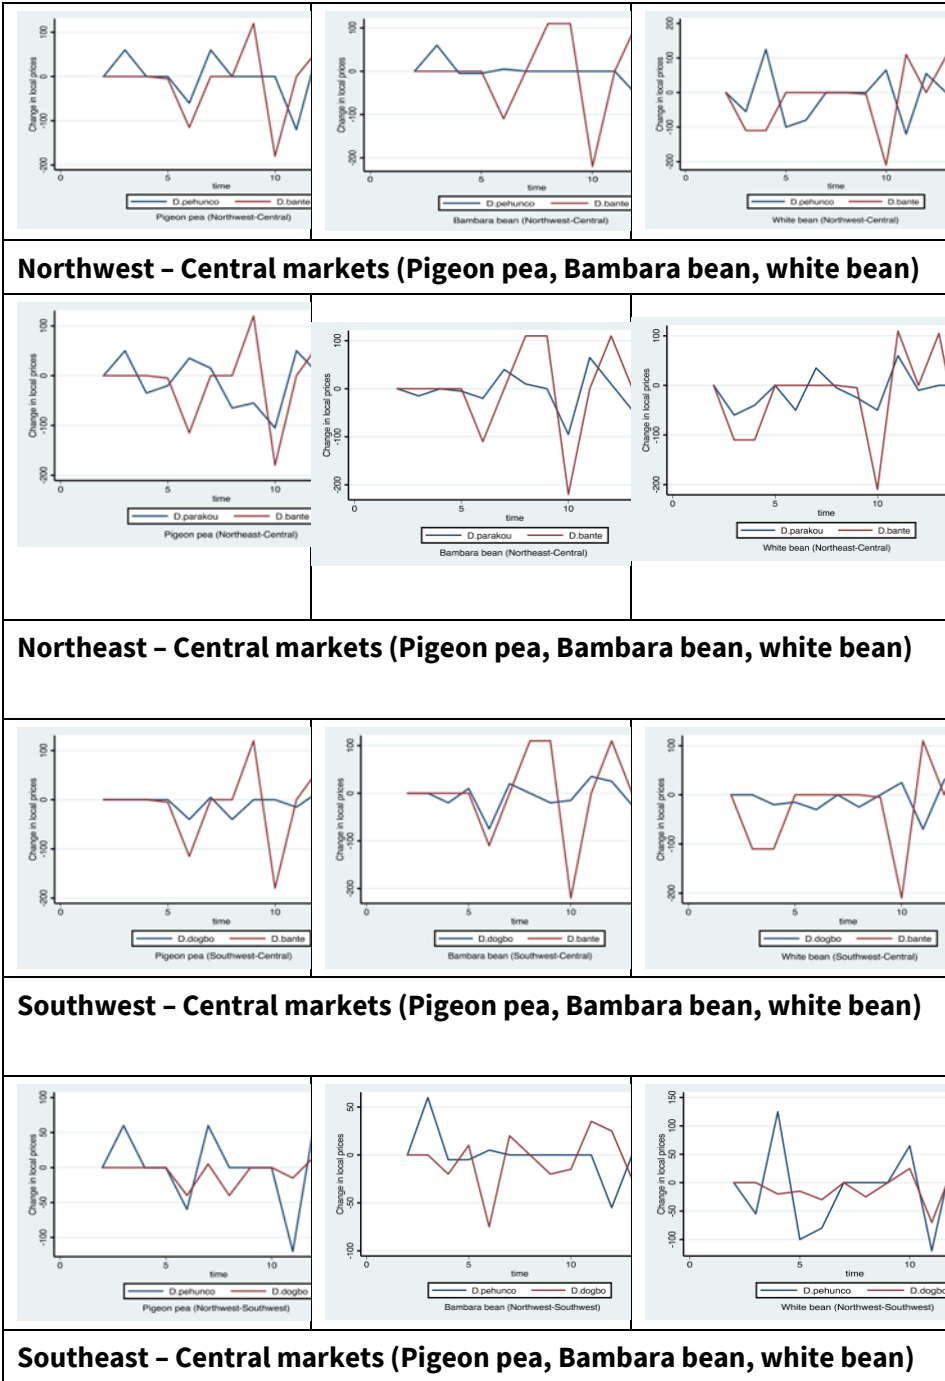 Change in local prices
-200 -100 0 100
0 5 10
time
D.pehunco D.bante
Pigeon pea (Northwest-Central)
Change in local prices
-200 -100 0 100
0 5 10
time
D.pehunco D.bante
Bambara bean (Northwest-Central)
Change in local prices
-200 -100 0 100 200
0 5 10
time
D.pehunco D.bante
White bean (Northwest-Central)
Northwest – Central markets (Pigeon pea, Bambara bean, white bean)
Change in local prices
-200 -100 0 100
0 5 10
time
D.parakou D.bante
Pigeon pea (Northeast-Central)
Change in local prices
-200 -100 0 100
0 5 10
time
D.parakou D.bante
Bambara bean (Northeast-Central)
Change in local prices
-200 -100 0 100
0 5 10
time
D.parakou D.bante
White bean (Northeast-Central)
Northeast – Central markets (Pigeon pea, Bambara bean, white bean)
Change in local prices
-200 -100 0 100
0 5 10
time
D.dogbo D.bante
Pigeon pea (Southwest-Central)
Change in local prices
-200 -100 0 100
0 5 10
time
D.dogbo D.bante
Bambara bean (Southwest-Central)
Change in local prices
-200 -100 0 100
0 5 10
time
D.dogbo D.bante
White bean (Southwest-Central)
Southwest – Central markets (Pigeon pea, Bambara bean, white bean)
Change in local prices
-100 -50 0 50 100
0 5 10
time
D.pehunco D.dogbo
Pigeon pea (Northwest-Southwest)
Change in local prices
-100 -50 0 50
0 5 10
time
D.pehunco D.dogbo
Bambara bean (Northwest-Southwest)
Change in local prices
-100 -50 0 50 100 150
0 5 10
time
D.pehunco D.dogbo
White bean (Northwest-Southwest)
Southeast – Central markets (Pigeon pea, Bambara bean, white bean)